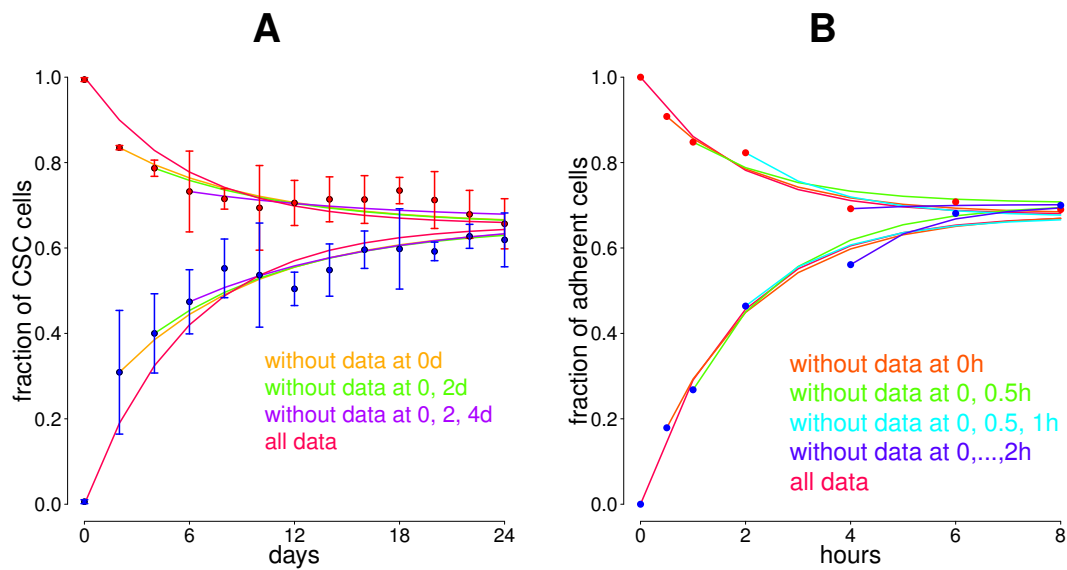 A
B
fraction of CSC cells
1.0
0.8
0.6
0.4
0.2
0.0
without data at 0d
without data at 0, 2d
without data at 0, 2, 4d
all data
0 6 12 18 24
days
fraction of adherent cells
1.0
0.8
0.6
0.4
0.2
0.0
without data at 0h
without data at 0, 0.5h
without data at 0, 0.5, 1h
without data at 0,...,2h
all data
0 2 4 6 8
hours